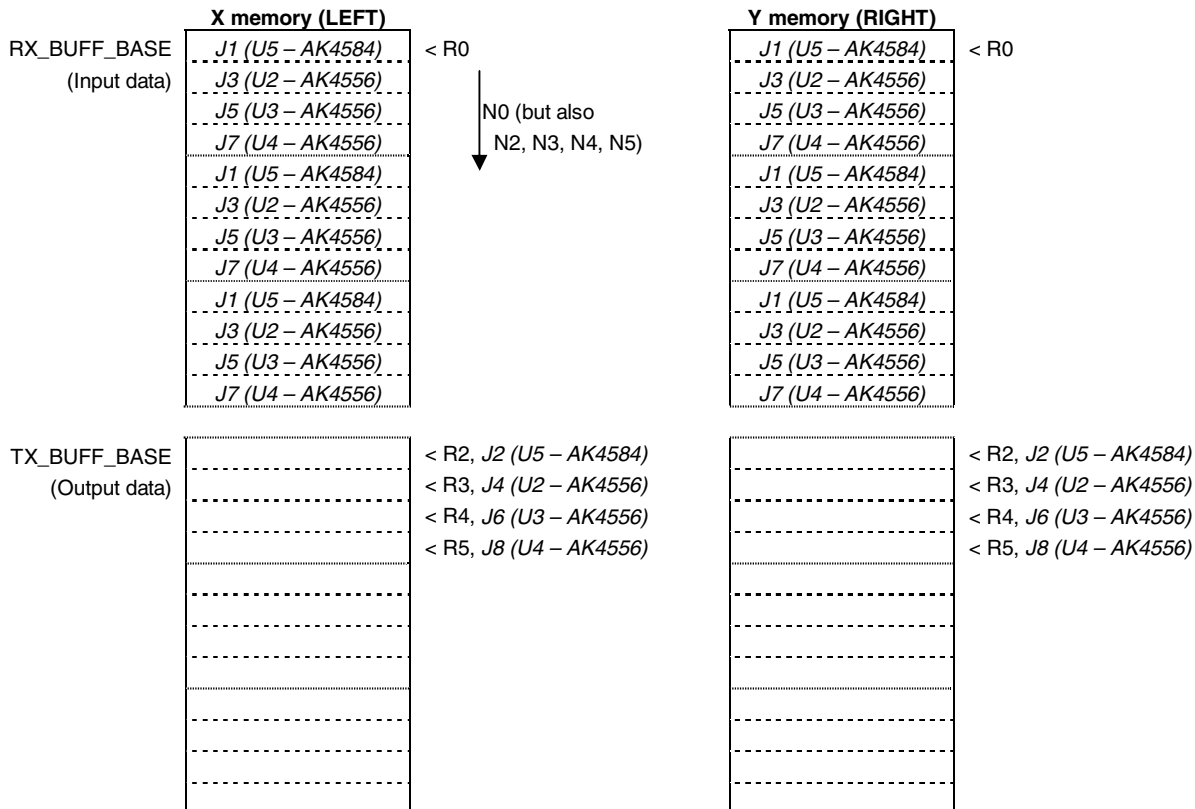 X memory (LEFT) Y memory (RIGHT)
RX_BUFF_BASE J1 (U5 – AK4584) < R0 J1 (U5 – AK4584) < R0
(Input data) J3 (U2 – AK4556) J3 (U2 – AK4556)
J5 (U3 – AK4556) N0 (but also J5 (U3 – AK4556)
J7 (U4 – AK4556) N2, N3, N4, N5) J7 (U4 – AK4556)
J1 (U5 – AK4584) J1 (U5 – AK4584)
J3 (U2 – AK4556) J3 (U2 – AK4556)
J5 (U3 – AK4556) J5 (U3 – AK4556)
J7 (U4 – AK4556) J7 (U4 – AK4556)
J1 (U5 – AK4584) J1 (U5 – AK4584)
J3 (U2 – AK4556) J3 (U2 – AK4556)
J5 (U3 – AK4556) J5 (U3 – AK4556)
J7 (U4 – AK4556) J7 (U4 – AK4556)
TX_BUFF_BASE < R2, J2 (U5 – AK4584) < R2, J2 (U5 – AK4584)
(Output data) < R3, J4 (U2 – AK4556) < R3, J4 (U2 – AK4556)
< R4, J6 (U3 – AK4556) < R4, J6 (U3 – AK4556)
< R5, J8 (U4 – AK4556) < R5, J8 (U4 – AK4556)